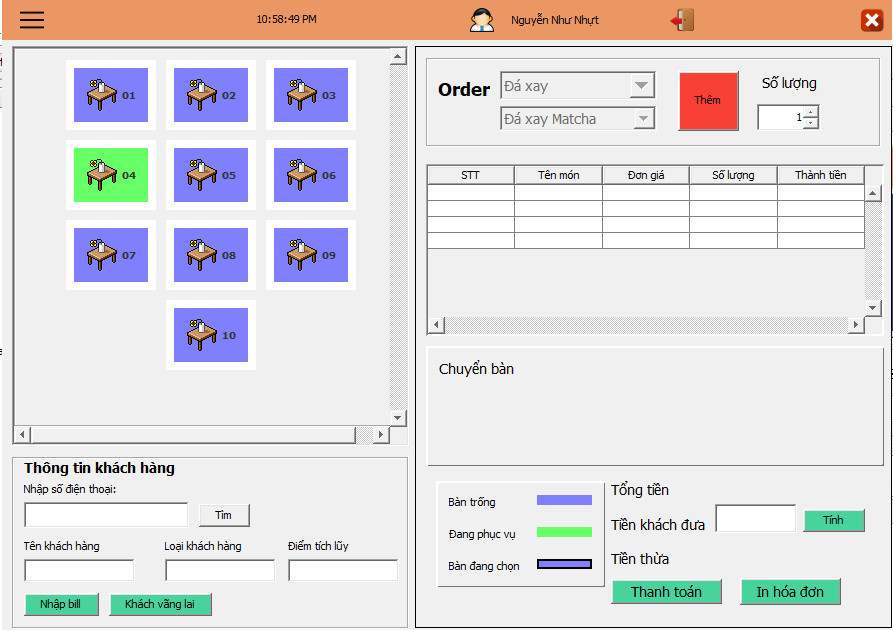 10:58:49 PM
Nguyễn Như Nhựt
01
02
03
04
05
06
07
08
09
10
Thông tin khách hàng
Nhập số điện thoại:
Tìm
Tên khách hàng
Loại khách hàng
Điểm tích lũy
Nhập bill
Khách vãng lai
Order
Đá xay
Đá xay Matcha
Thêm
Số lượng
1
STT
Tên món
Đơn giá
Số lượng
Thành tiền
Chuyển bàn
Bàn trống
Đang phục vụ
Bàn đang chọn
Tổng tiền
Tiền khách đưa
Tính
Tiền thừa
Thanh toán
In hóa đơn